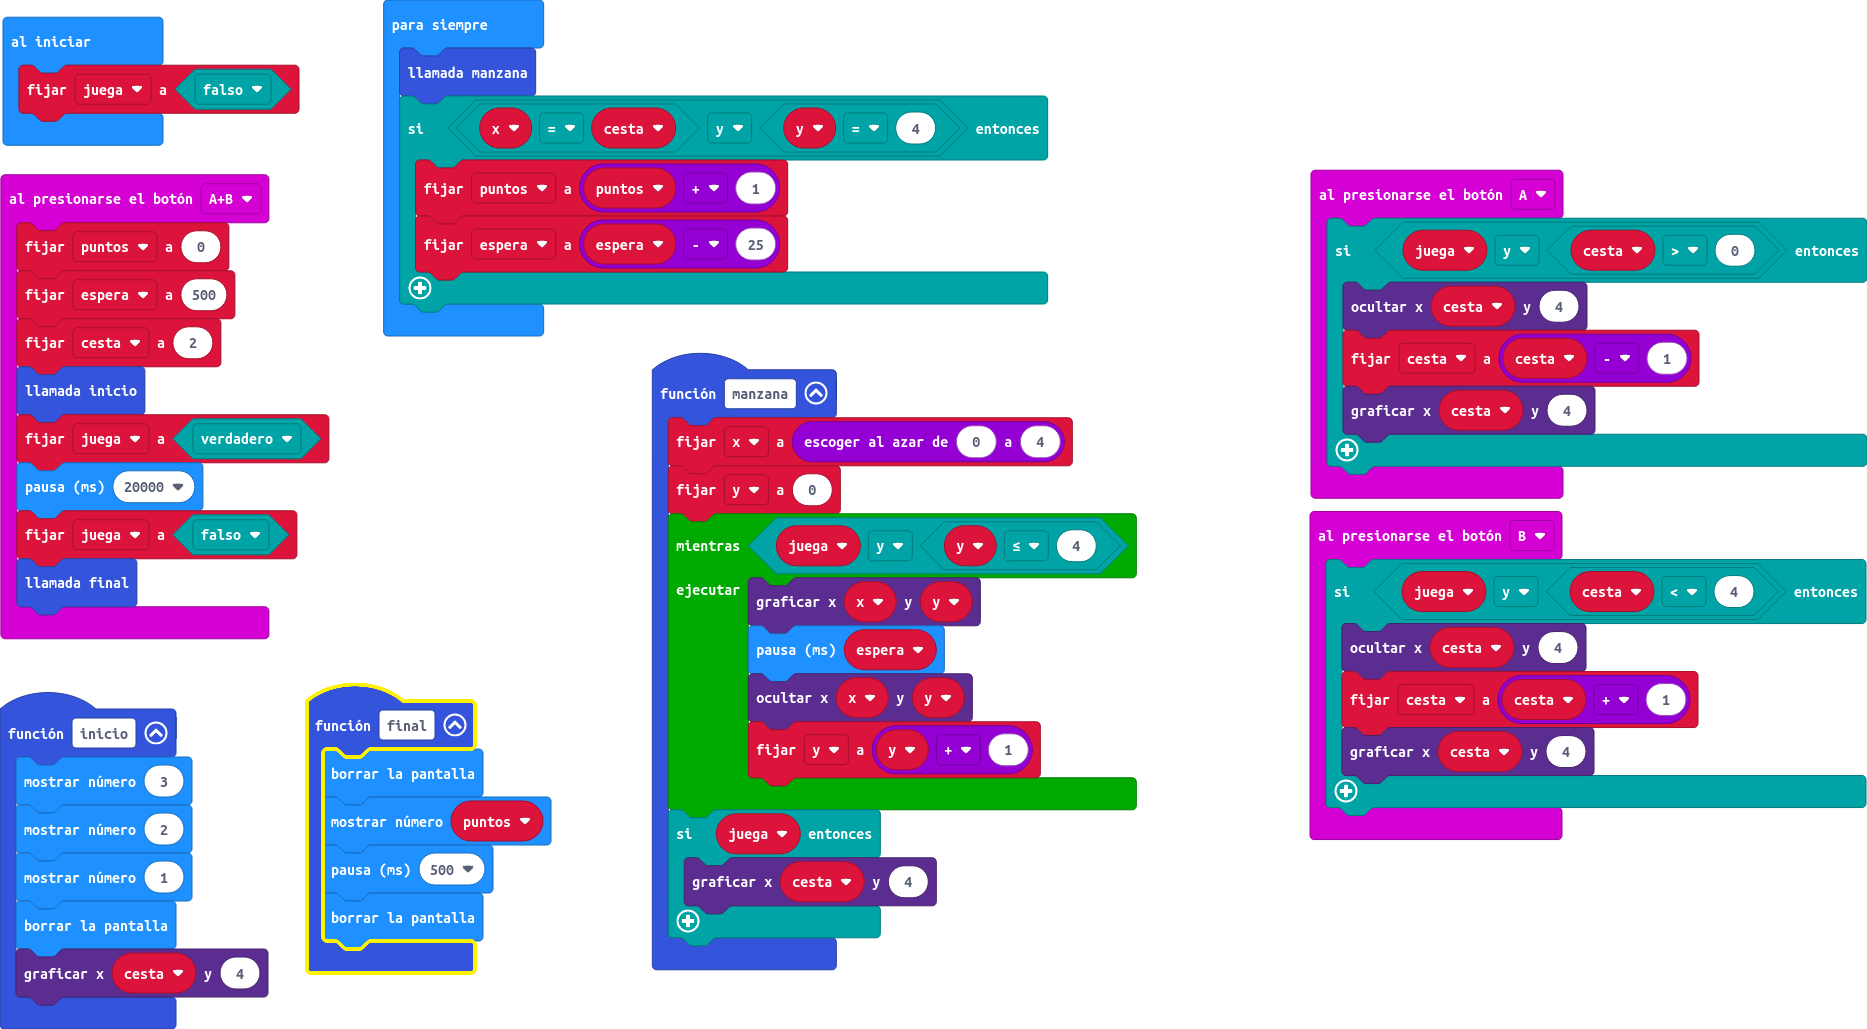 al iniciar
fijar juega a falso
al presionarse el botón A+B
fijar puntos a 0
fijar espera a 500
fijar cesta a 2
llamada inicio
fijar juega a verdadero
pausa (ms) 20000
fijar juega a falso
llamada final
función inicio
mostrar número 3
mostrar número 2
mostrar número 1
borrar la pantalla
graficar x cesta y 4
función final
borrar la pantalla
mostrar número puntos
pausa (ms) 500
borrar la pantalla
para siempre
llamada manzana
si x = cesta y y = 4 entonces
fijar puntos a puntos + 1
fijar espera a espera - 25
función manzana
fijar x a escoger al azar de 0 a 4
fijar y a 0
mientras juega y y ≤ 4
ejecutar
graficar x x y y
pausa (ms) espera
ocultar x x y y
fijar y a y + 1
si juega entonces
graficar x cesta y 4
al presionarse el botón A
si juega y cesta > 0 entonces
ocultar x cesta y 4
fijar cesta a cesta - 1
graficar x cesta y 4
al presionarse el botón B
si juega y cesta < 4 entonces
ocultar x cesta y 4
fijar cesta a cesta + 1
graficar x cesta y 4